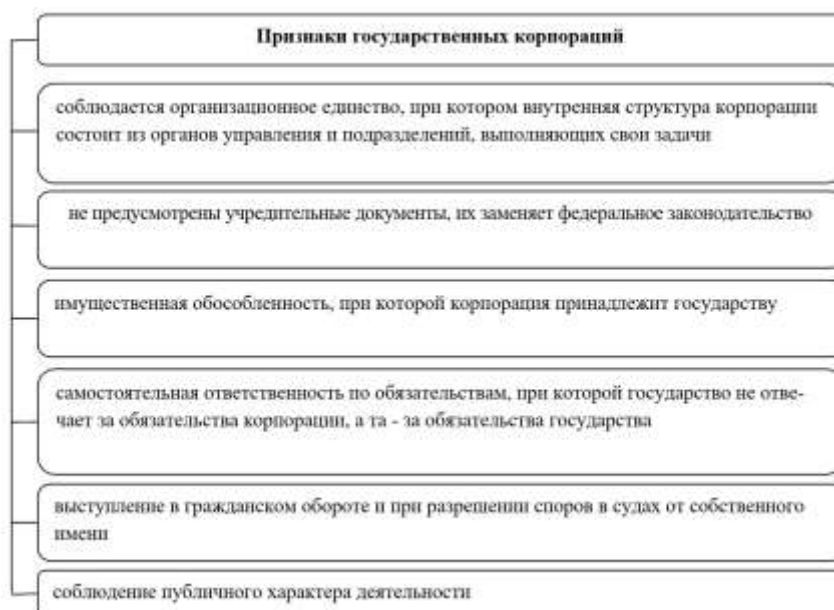 Признаки государственных корпораций
соблюдается организационное единство, при котором внутренняя структура корпорации
состоит из органов управления и подразделений, выполняющих свои задачи
не предусмотрены учредительные документы, их заменяет федеральное законодательство
имущественная обособленность, при которой корпорация принадлежит государству
самостоятельная ответственность по обязательствам, при которой государство не отве-
чает за обязательства корпорации, а та - за обязательства государства
выступление в гражданском обороте и при разрешении споров в судах от собственного
имени
соблюдение публичного характера деятельности